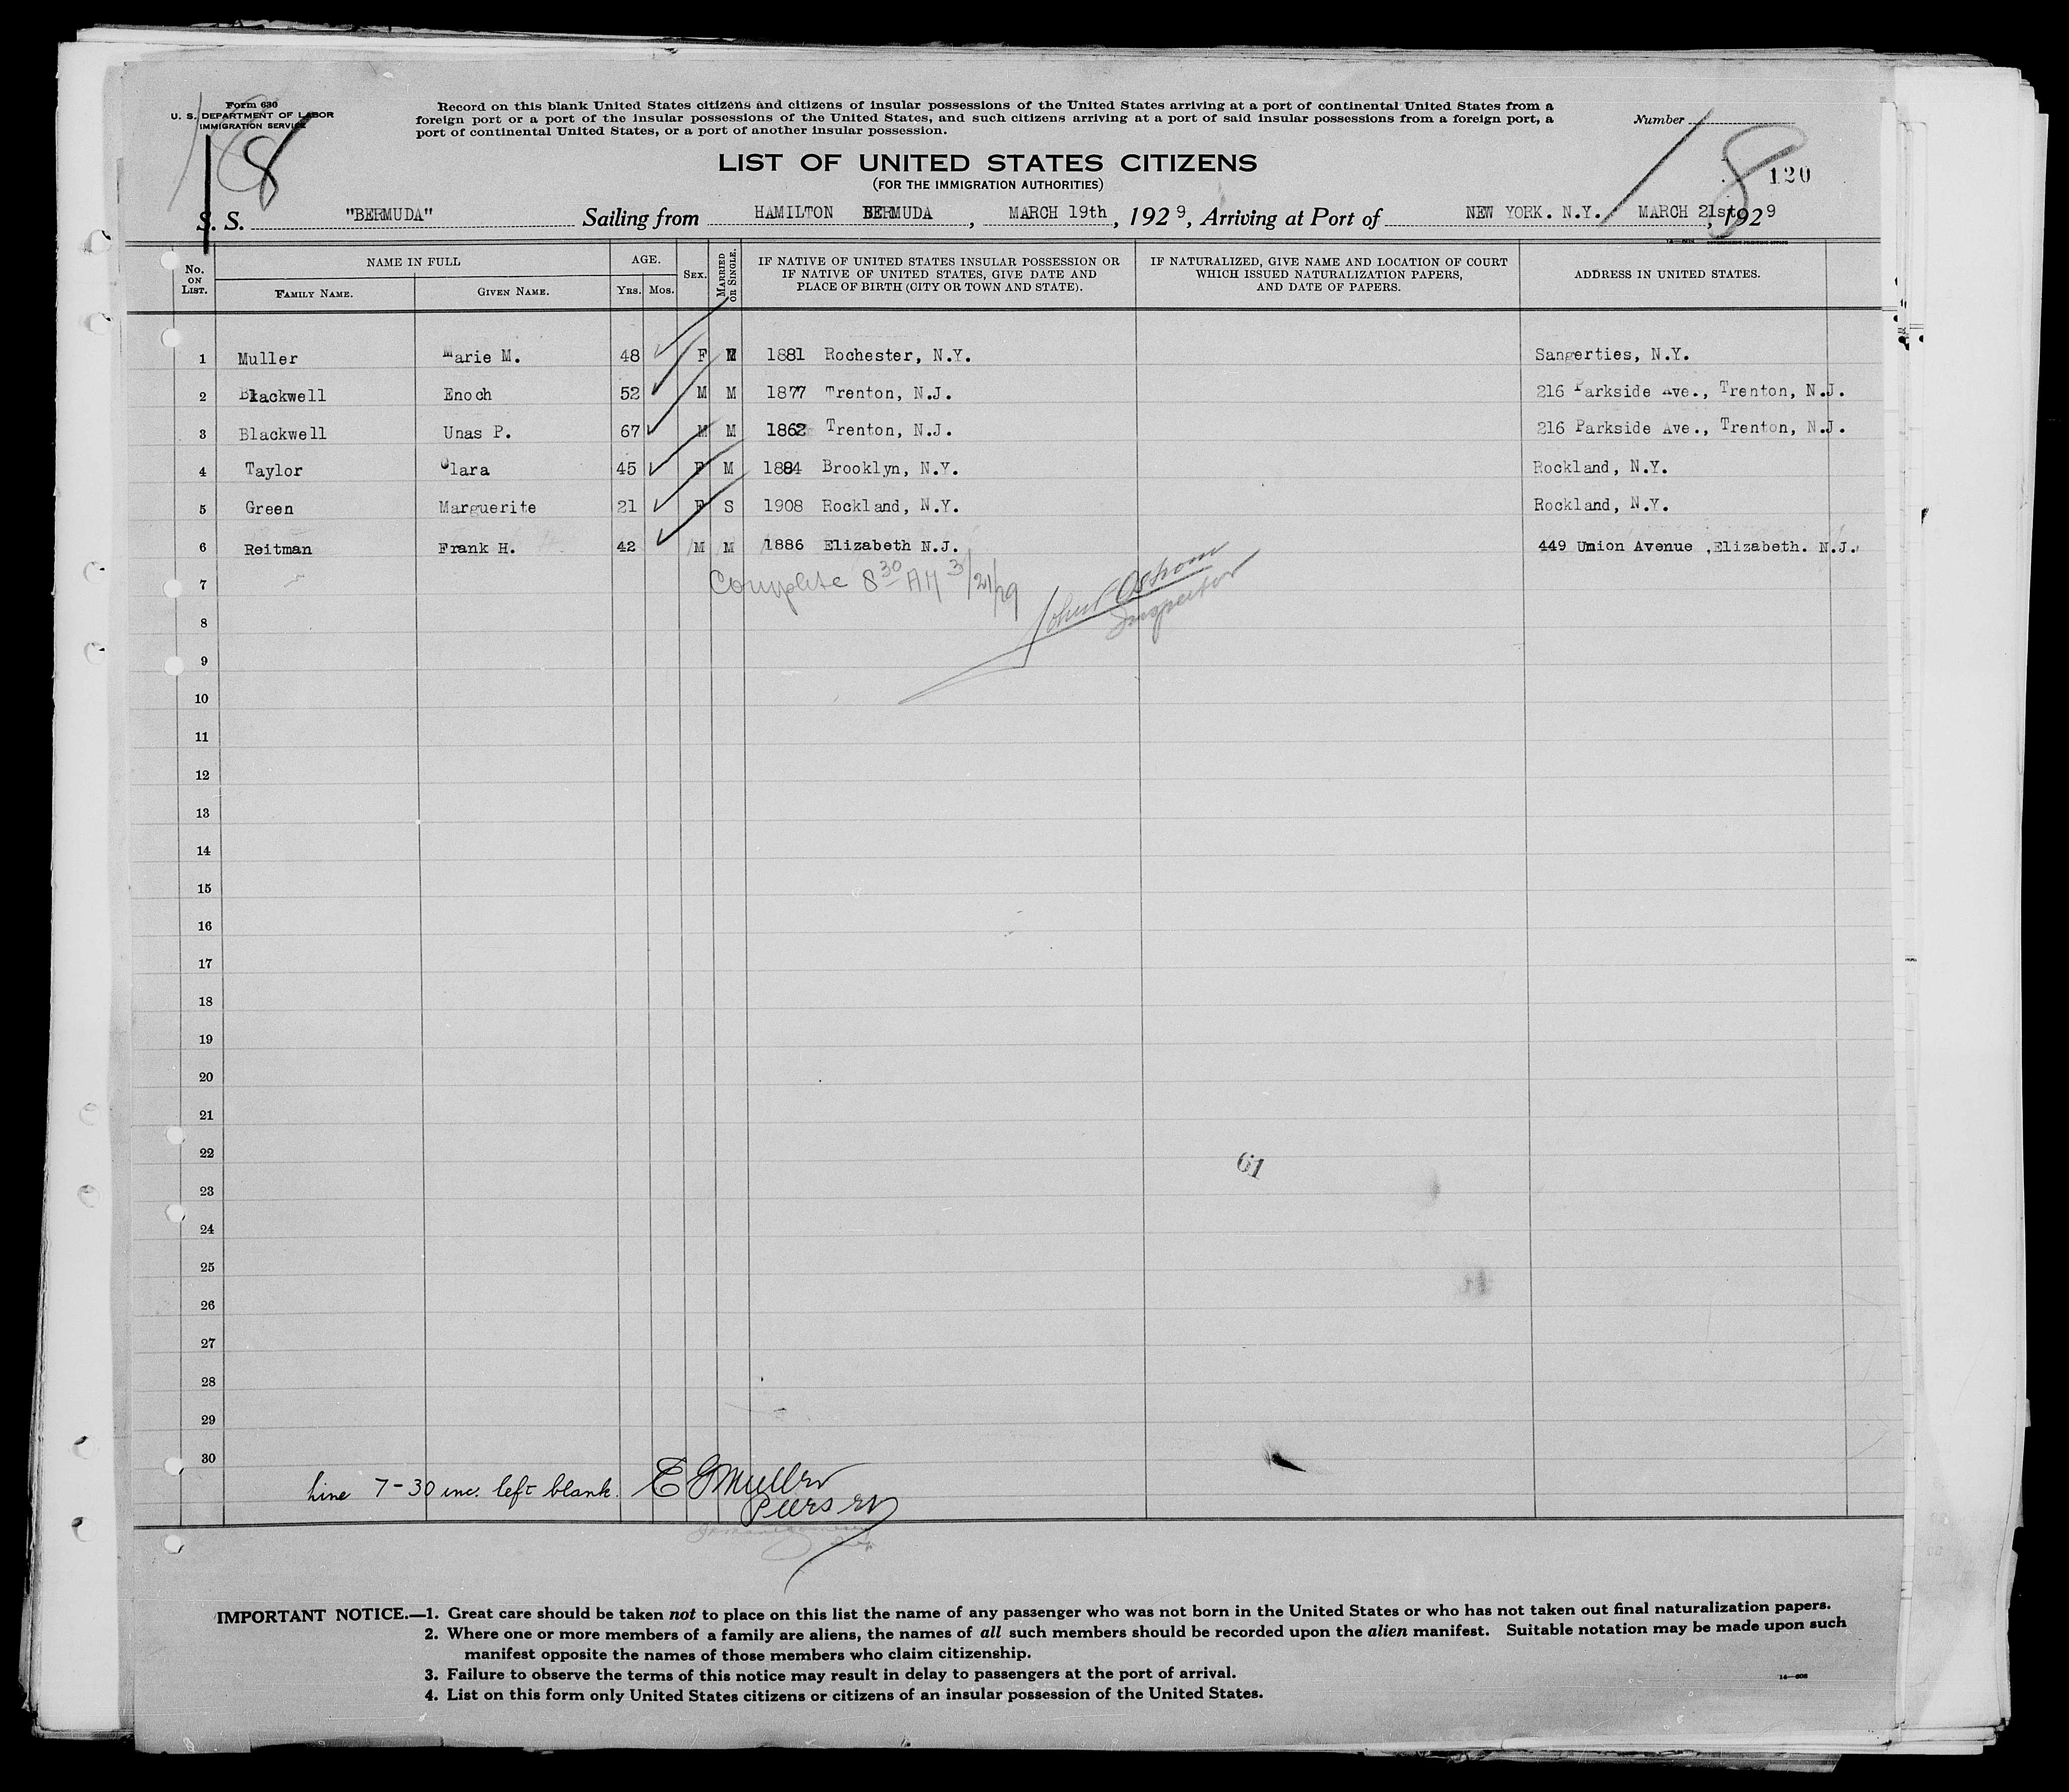 Form 630
U. S. DEPARTMENT OF LABOR
IMMIGRATION SERVICE
18
Record on this blank United States citizens and citizens of insular possessions of the United States arriving at a port of continental United States from a
foreign port or a port of the insular possessions of the United States, and such citizens arriving at a port of said insular possessions from a foreign port, a
port of continental United States, or a port of another insular possession.
Number
18
120
LIST OF UNITED STATES CITIZENS
(FOR THE IMMIGRATION AUTHORITIES)
S. S. "BERMUDA" Sailing from HAMILTON BERMUDA, MARCH 19th, 1929, Arriving at Port of NEW YORK. N.Y. MARCH 21st, 1929
No. ON LIST. NAME IN FULL AGE. SEX. MARRIED OR SINGLE. IF NATIVE OF UNITED STATES INSULAR POSSESSION OR IF NATIVE OF UNITED STATES, GIVE DATE AND PLACE OF BIRTH (CITY OR TOWN AND STATE). IF NATURALIZED, GIVE NAME AND LOCATION OF COURT WHICH ISSUED NATURALIZATION PAPERS, AND DATE OF PAPERS. ADDRESS IN UNITED STATES.
FAMILY NAME. GIVEN NAME. YRS. MOS.
1 Muller Marie M. 48 F M 1881 Rochester, N.Y. Sangerties, N.Y.
2 Blackwell Enoch 52 M M 1877 Trenton, N.J. 216 Parkside Ave., Trenton, N.J.
3 Blackwell Unas P. 67 M M 1862 Trenton, N.J. 216 Parkside Ave., Trenton, N.J.
4 Taylor Clara 45 F M 1884 Brooklyn, N.Y. Rockland, N.Y.
5 Green Marguerite 21 F S 1908 Rockland, N.Y. Rockland, N.Y.
6 Reitman Frank H. 42 M M 1886 Elizabeth N.J. 449 Union Avenue ,Elizabeth. N.J.
7 Complete 8 30 AM 3/21/29
John Ostrom
Inspector
8
9
10
11
12
13
14
15
16
17
18
19
20
21
22
61
23
24
25
26
27
28
29
30
Line 7-30 inc. left blank. E G Muller
Purser
IMPORTANT NOTICE.—1. Great care should be taken not to place on this list the name of any passenger who was not born in the United States or who has not taken out final naturalization papers.
2. Where one or more members of a family are aliens, the names of all such members should be recorded upon the alien manifest. Suitable notation may be made upon such
manifest opposite the names of those members who claim citizenship.
3. Failure to observe the terms of this notice may result in delay to passengers at the port of arrival.
4. List on this form only United States citizens or citizens of an insular possession of the United States.